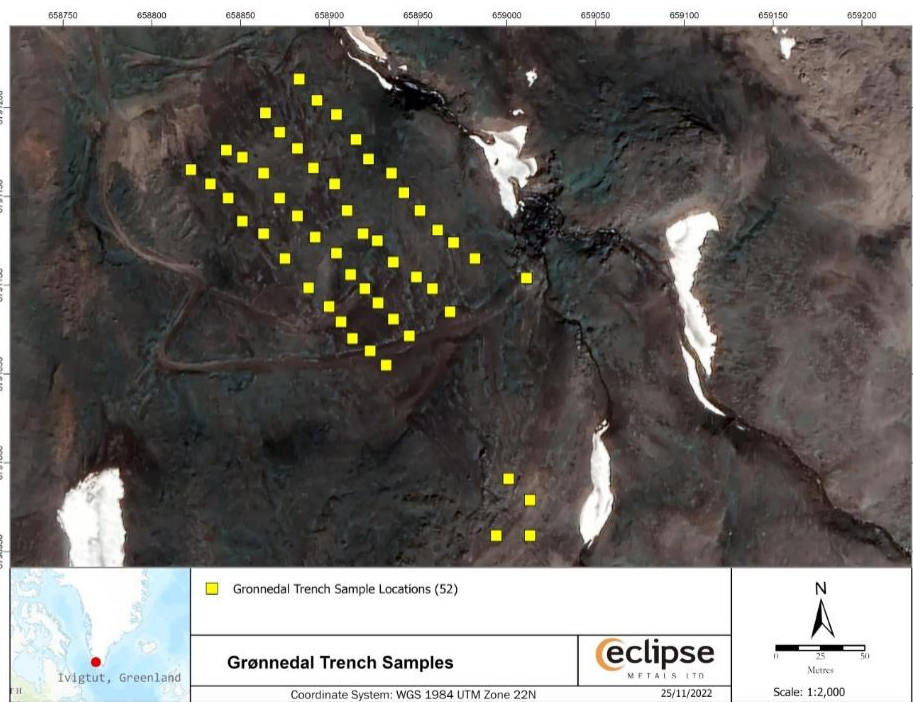 658750 658800 658850 658900 658950 659000 659050 659100 659150 659200
Gronnedal Trench Sample Locations (52)
Grønnedal Trench Samples
eclipse
METALS LTD
Coordinate System: WGS 1984 UTM Zone 22N
25/11/2022
Ivigtut, Greenland
N
0 25 50
Metres
Scale: 1:2,000